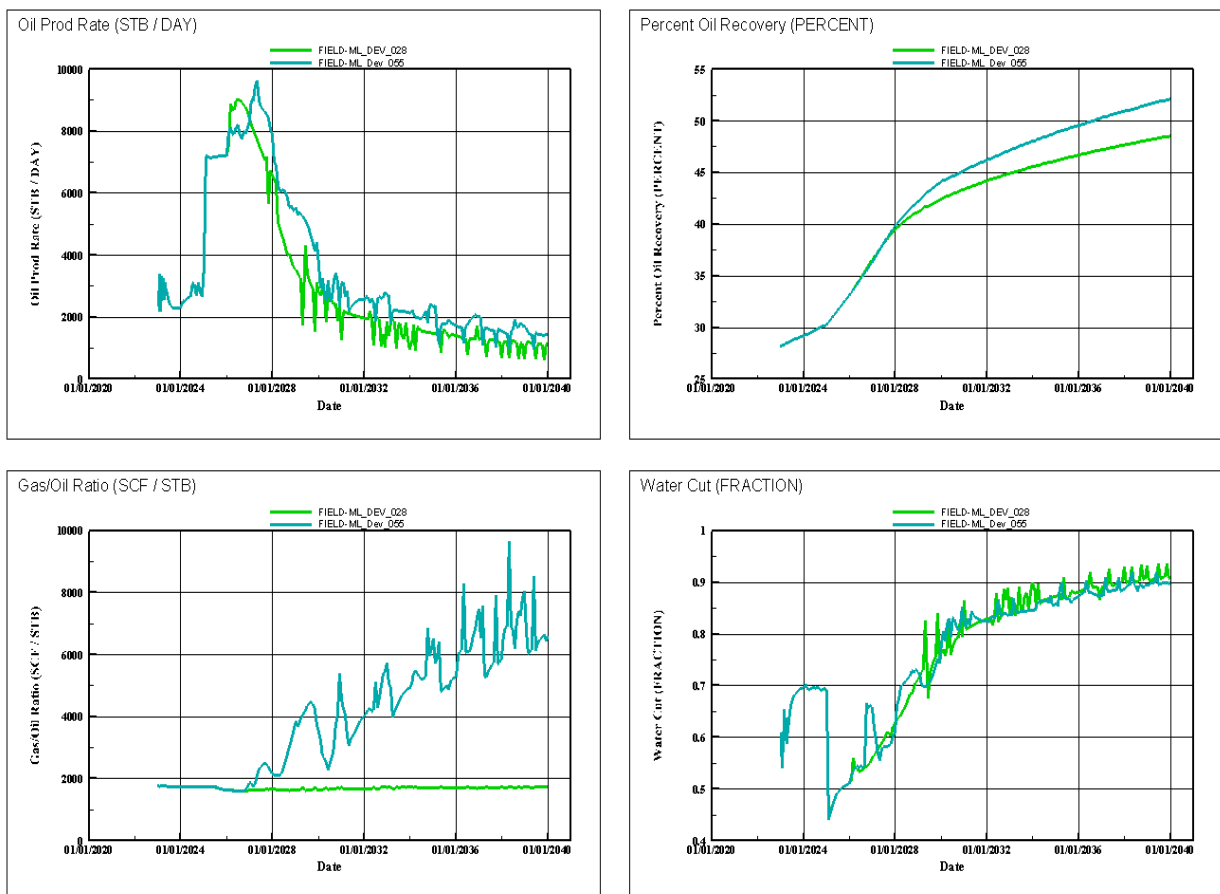 Oil Prod Rate (STB / DAY)
FIELD-ML_DEV_028
FIELD-ML_Dev_055
10000
8000
6000
4000
2000
0
Oil Prod Rate (STB / DAY)
01/01/2020 01/01/2024 01/01/2028 01/01/2032 01/01/2036 01/01/2040
Date
Percent Oil Recovery (PERCENT)
FIELD-ML_DEV_028
FIELD-ML_Dev_055
55
50
45
40
35
30
25
Percent Oil Recovery (PERCENT)
01/01/2020 01/01/2024 01/01/2028 01/01/2032 01/01/2036 01/01/2040
Date
Gas/Oil Ratio (SCF / STB)
FIELD-ML_DEV_028
FIELD-ML_Dev_055
10000
8000
6000
4000
2000
0
Gas/Oil Ratio (SCF / STB)
01/01/2020 01/01/2024 01/01/2028 01/01/2032 01/01/2036 01/01/2040
Date
Water Cut (FRACTION)
FIELD-ML_DEV_028
FIELD-ML_Dev_055
1
0.9
0.8
0.7
0.6
0.5
0.4
Water Cut (FRACTION)
01/01/2020 01/01/2024 01/01/2028 01/01/2032 01/01/2036 01/01/2040
Date